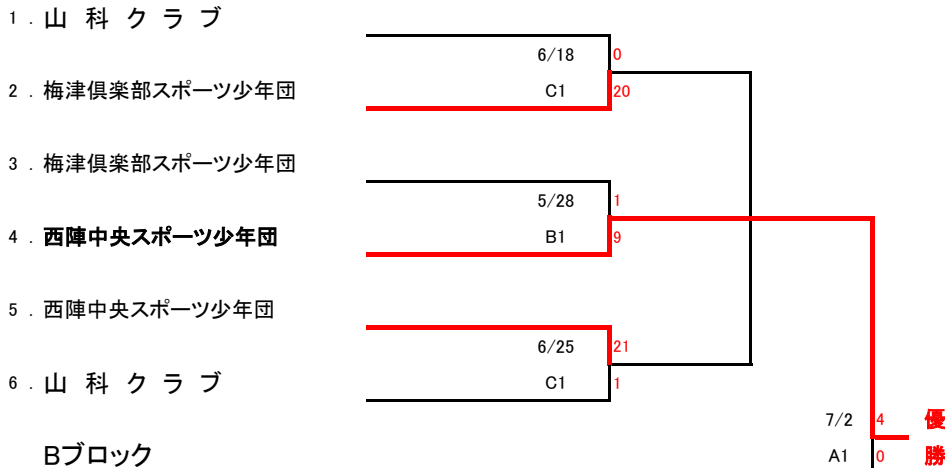 1 . 山 科 ク ラ ブ
6/18 0
2 . 梅津倶楽部スポーツ少年団 C1 20
3 . 梅津倶楽部スポーツ少年団
5/28 1
4 . 西陣中央スポーツ少年団 B1 9
5 . 西陣中央スポーツ少年団
6/25 21
6 . 山 科 ク ラ ブ C1 1
7/2 4 優
Bブロック A1 0 勝